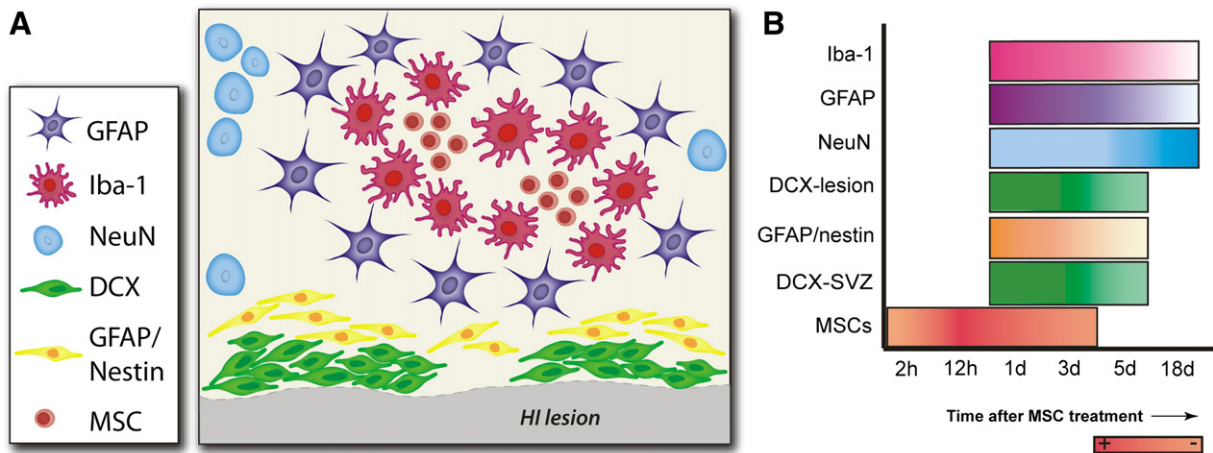 A
GFAP
Iba-1
NeuN
DCX
GFAP/
Nestin
MSC
HI lesion
B
Iba-1
GFAP
NeuN
DCX-lesion
GFAP/nestin
DCX-SVZ
MSCs
2h 12h 1d 3d 5d 18d
Time after MSC treatment →
+ -